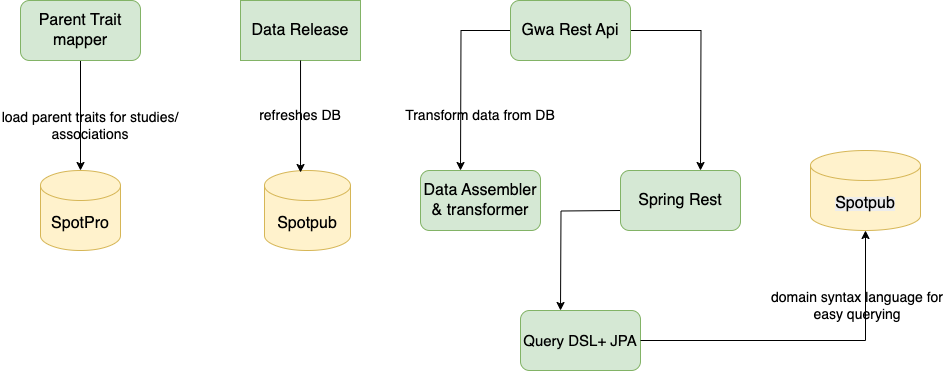 Parent Trait
mapper
Data Release
Gwa Rest Api
load parent traits for studies/
associations
refreshes DB
Transform data from DB
SpotPro
Spotpub
Data Assembler
& transformer
Spring Rest
Spotpub
domain syntax language for
easy querying
Query DSL+ JPA